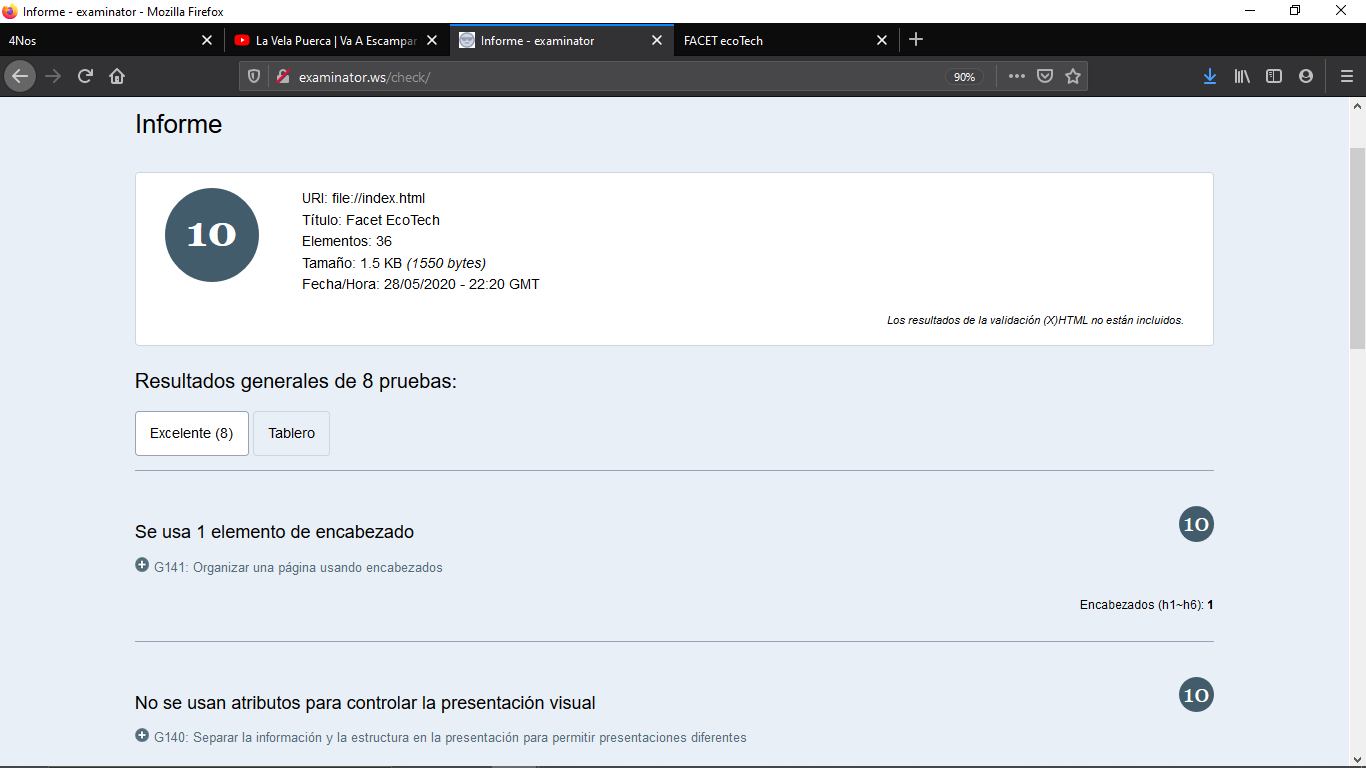 Informe - examinator - Mozilla Firefox
4Nos
La Vela Puerca | Va A Escampar
Informe - examinator
FACET ecoTech
examinator.ws/check/
90%
Informe
10
URI: file://index.html
Título: Facet EcoTech
Elementos: 36
Tamaño: 1.5 KB (1550 bytes)
Fecha/Hora: 28/05/2020 - 22:20 GMT
Los resultados de la validación (X)HTML no están incluidos.
Resultados generales de 8 pruebas:
Excelente (8)
Tablero
Se usa 1 elemento de encabezado
10
G141: Organizar una página usando encabezados
Encabezados (h1~h6): 1
No se usan atributos para controlar la presentación visual
10
G140: Separar la información y la estructura en la presentación para permitir presentaciones diferentes